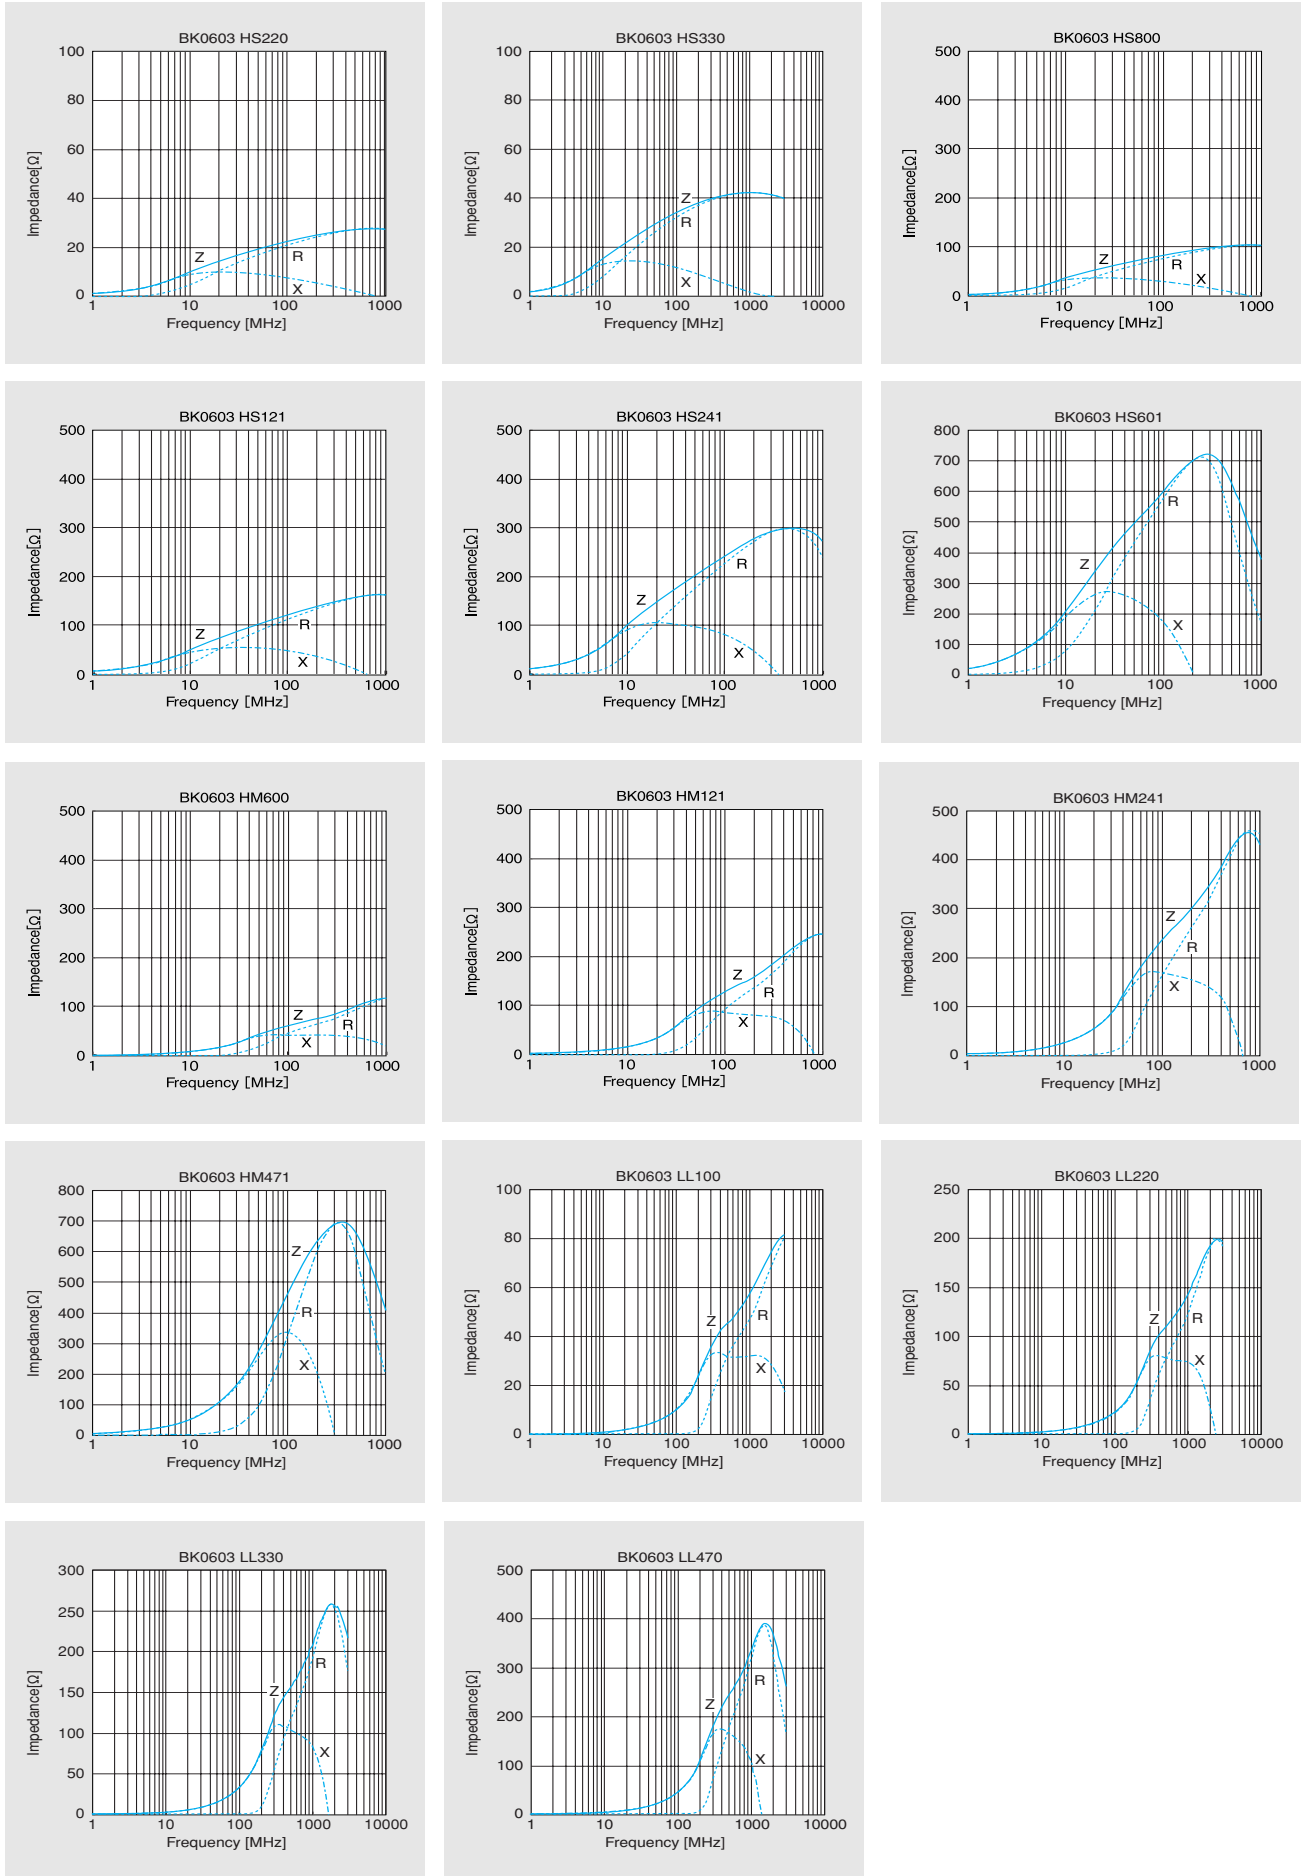 BK0603 HS220
100
80
60
40
20
0
Impedance[Ω]
Z
R
X
1 10 100 1000
Frequency [MHz]
BK0603 HS330
100
80
60
40
20
0
Impedance[Ω]
Z
R
X
1 10 100 1000 10000
Frequency [MHz]
BK0603 HS800
500
400
300
200
100
0
Impedance[Ω]
Z
R
X
1 10 100 1000
Frequency [MHz]
BK0603 HS121
500
400
300
200
100
0
Impedance[Ω]
Z
R
X
1 10 100 1000
Frequency [MHz]
BK0603 HS241
500
400
300
200
100
0
Impedance[Ω]
Z
R
X
1 10 100 1000
Frequency [MHz]
BK0603 HS601
800
700
600
500
400
300
200
100
0
Impedance[Ω]
R
Z
X
1 10 100 1000
Frequency [MHz]
BK0603 HM600
500
400
300
200
100
0
Impedance[Ω]
Z
R
X
1 10 100 1000
Frequency [MHz]
BK0603 HM121
500
400
300
200
100
0
Impedance[Ω]
Z
R
X
1 10 100 1000
Frequency [MHz]
BK0603 HM241
500
400
300
200
100
0
Impedance[Ω]
Z
R
X
1 10 100 1000
Frequency [MHz]
BK0603 HM471
800
700
600
500
400
300
200
100
0
Impedance[Ω]
Z
R
X
1 10 100 1000
Frequency [MHz]
BK0603 LL100
100
80
60
40
20
0
Impedance[Ω]
Z
R
X
1 10 100 1000 10000
Frequency [MHz]
BK0603 LL220
250
200
150
100
50
0
Impedance[Ω]
Z
R
X
1 10 100 1000 10000
Frequency [MHz]
BK0603 LL330
300
250
200
150
100
50
0
Impedance[Ω]
R
Z
X
1 10 100 1000 10000
Frequency [MHz]
BK0603 LL470
500
400
300
200
100
0
Impedance[Ω]
R
Z
X
1 10 100 1000 10000
Frequency [MHz]